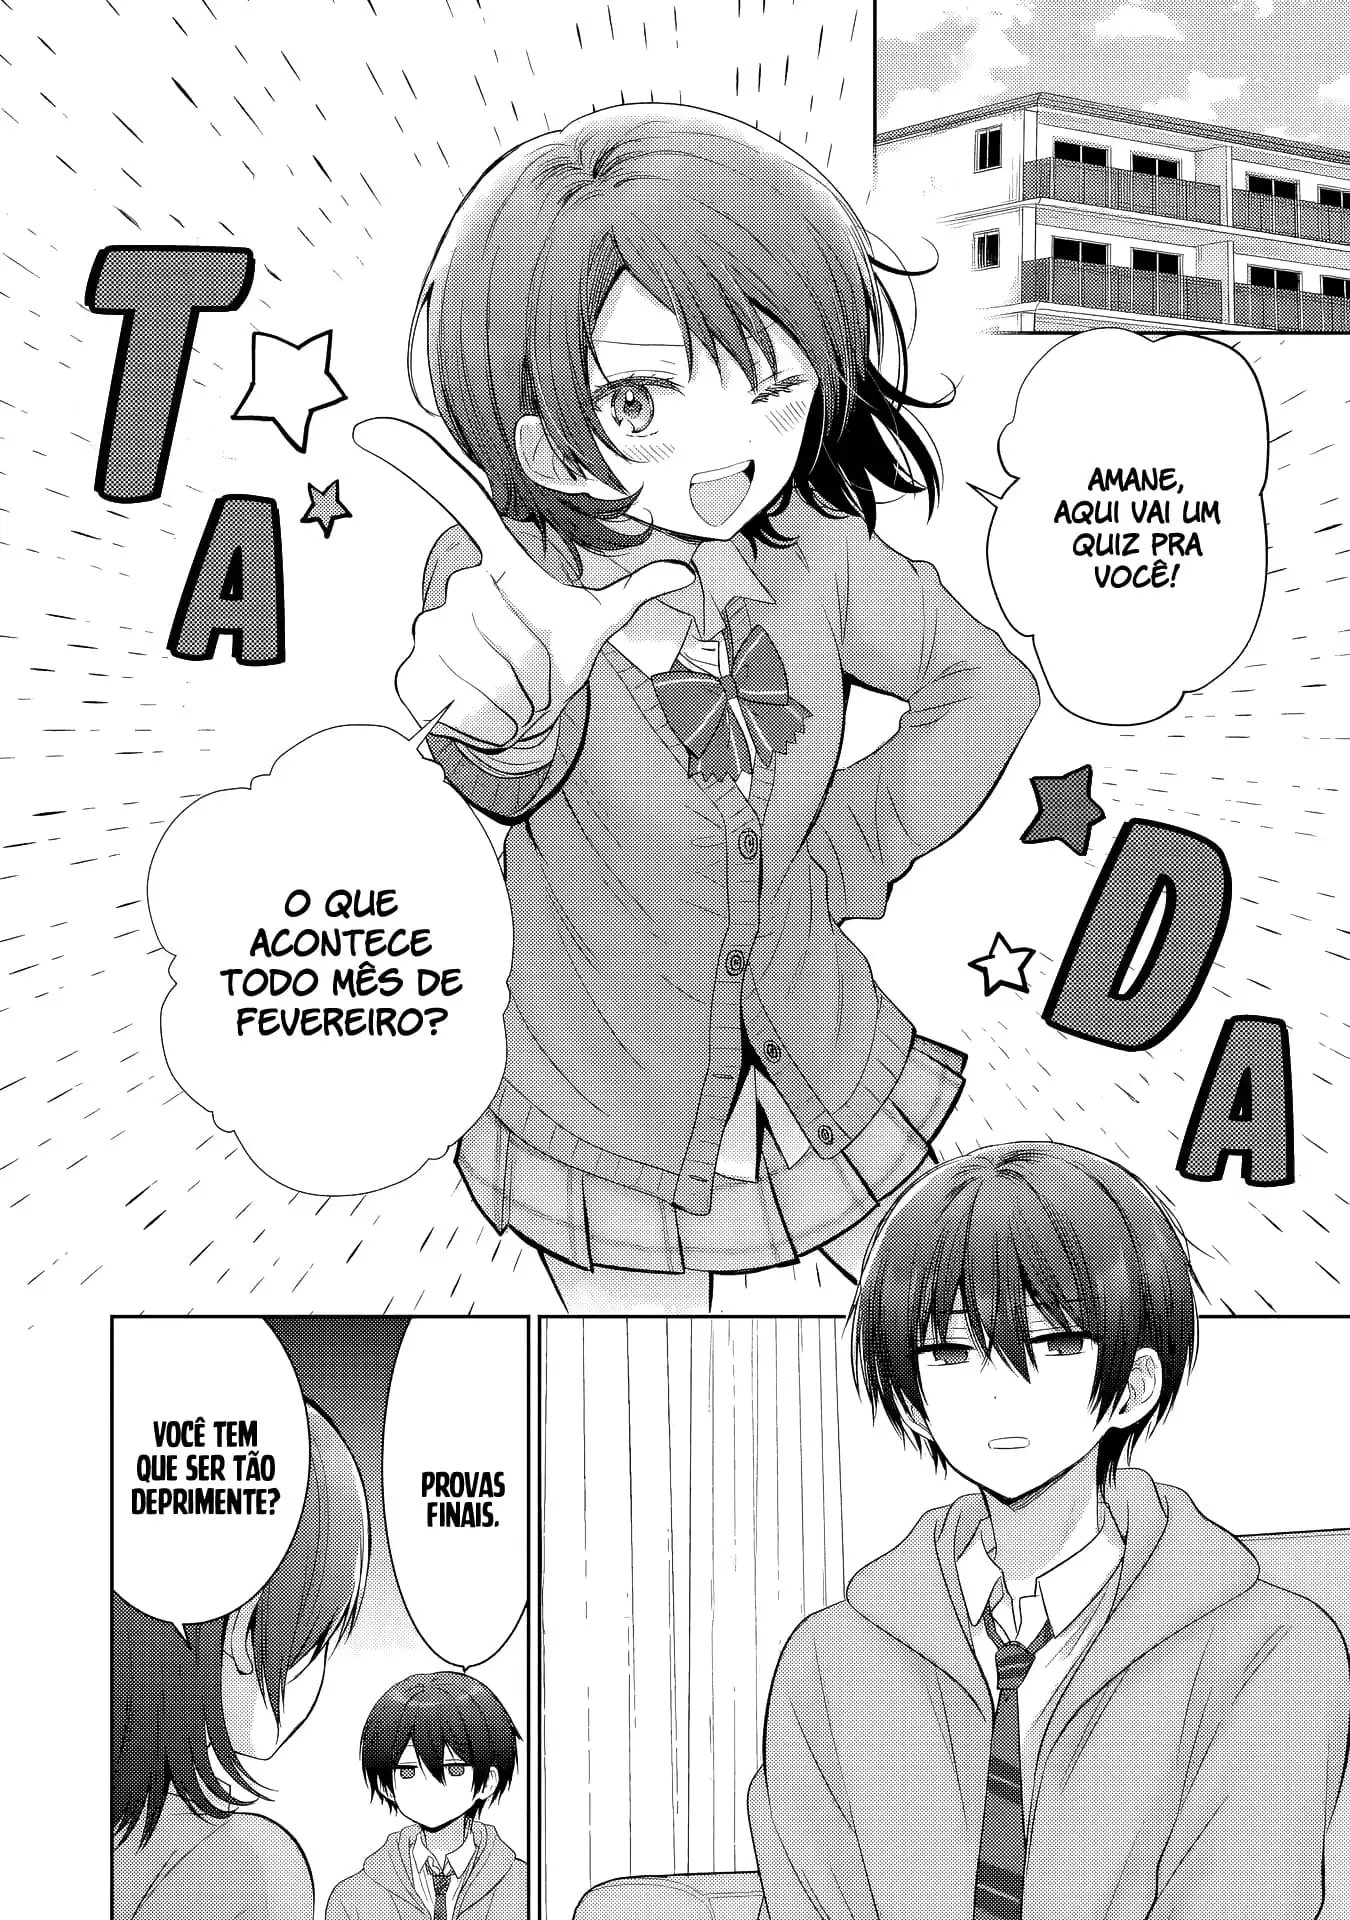 AMANE,
AQUI VAI UM
QUIZ PRA
VOCÊ!
TA
DA
O QUE
ACONTECE
TODO MÊS DE
FEVEREIRO?
PROVAS
FINAIS.
VOCÊ TEM
QUE SER TÃO
DEPRIMENTE?